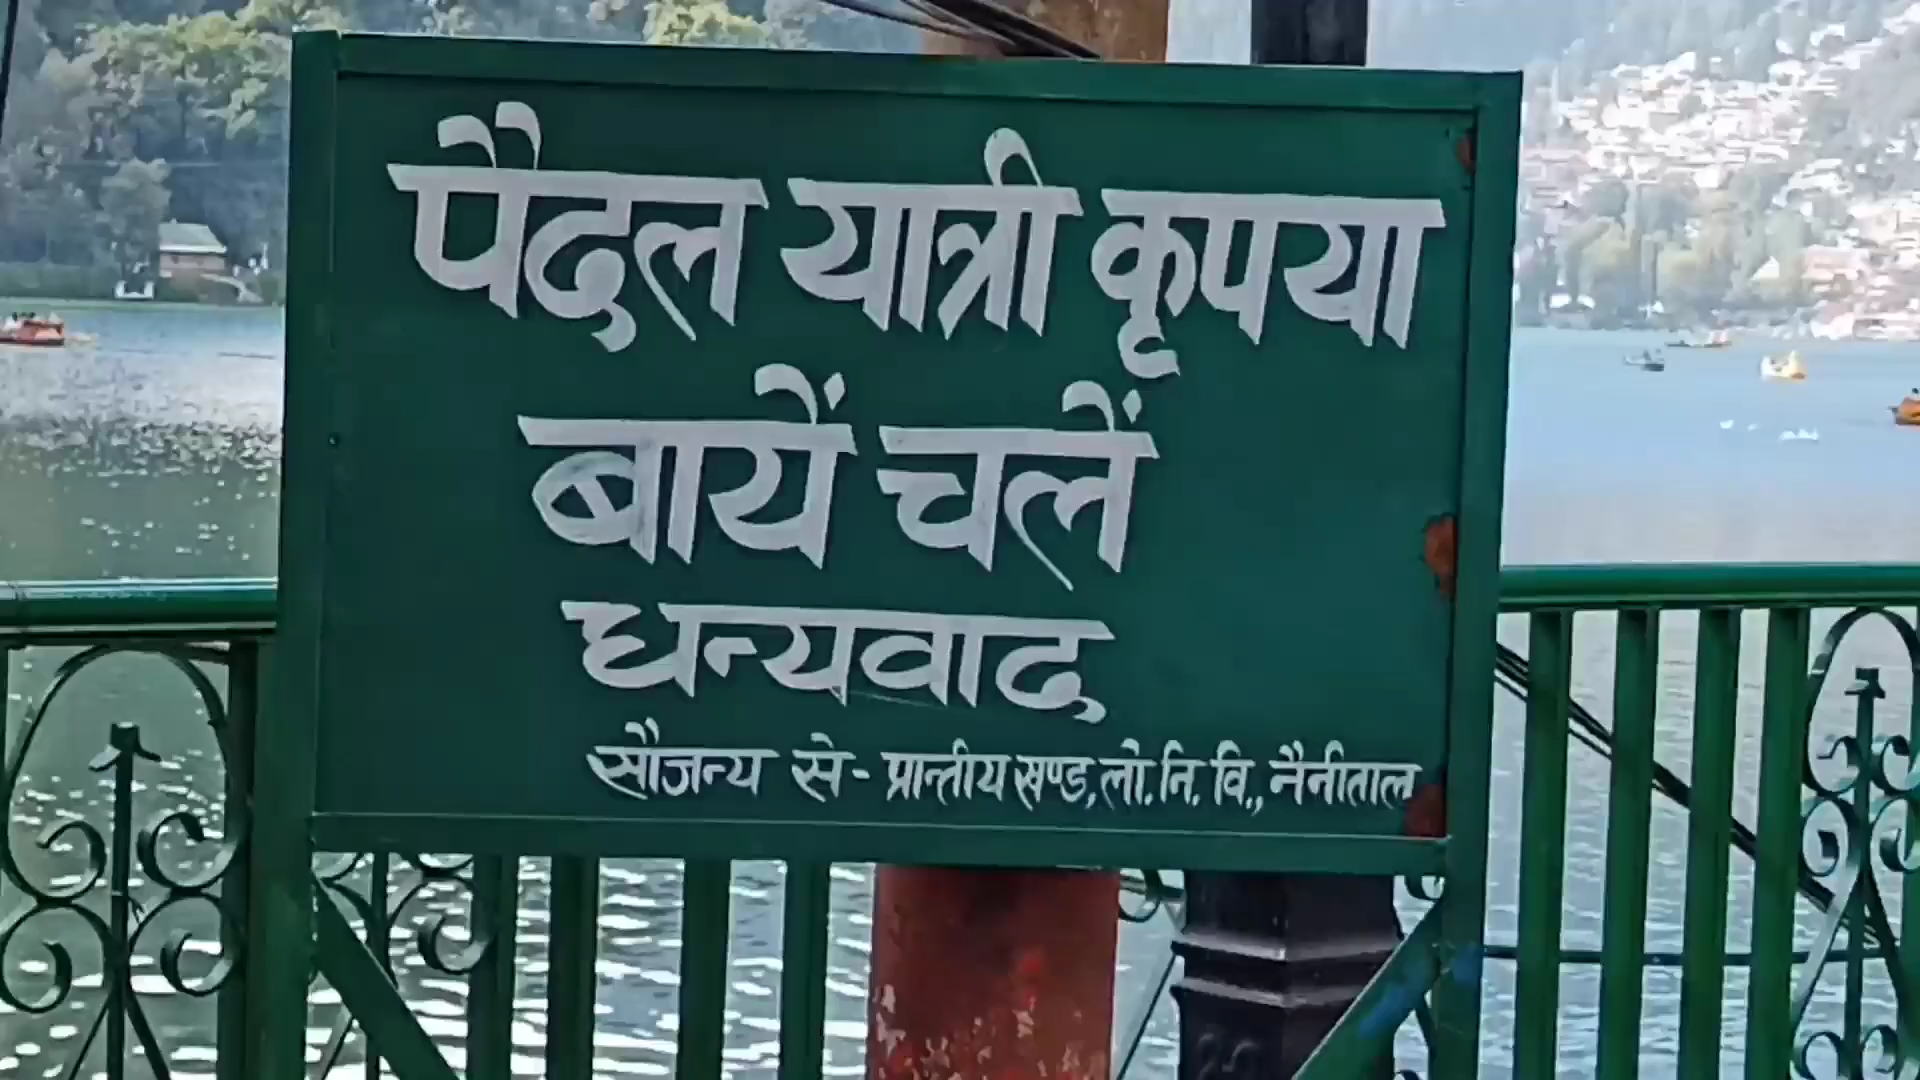 पैदल यात्री कृपया
बायें चलें
धन्यवाद
सौजन्य से- प्रान्तीय खण्ड, लो. नि. वि., नैनीताल